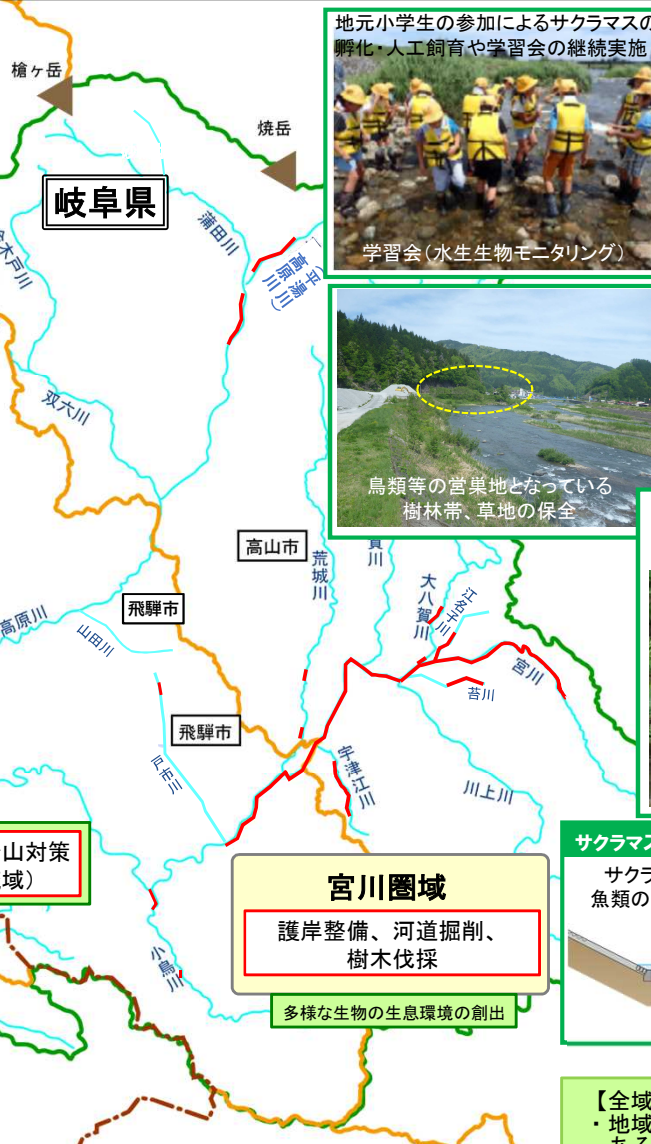 地元小学生の参加によるサクラマスの
孵化・人工飼育や学習会の継続実施
学習会(水生生物モニタリング)
槍ヶ岳
焼岳
岐阜県
蒲田川
高原川
(平湯川)
木戸川
双六川
鳥類等の営巣地となっている
樹林帯、草地の保全
高山市
荒城川
賀川
大八賀川
江名子川
飛騨市
高原川
山田川
宮川
苔川
飛騨市
戸市川
宇津江川
川上川
山対策
域)
サクラマス
サクラ
魚類の
宮川圏域
護岸整備、河道掘削、
樹木伐採
多様な生物の生息環境の創出
小鳥川
【全域
・地域